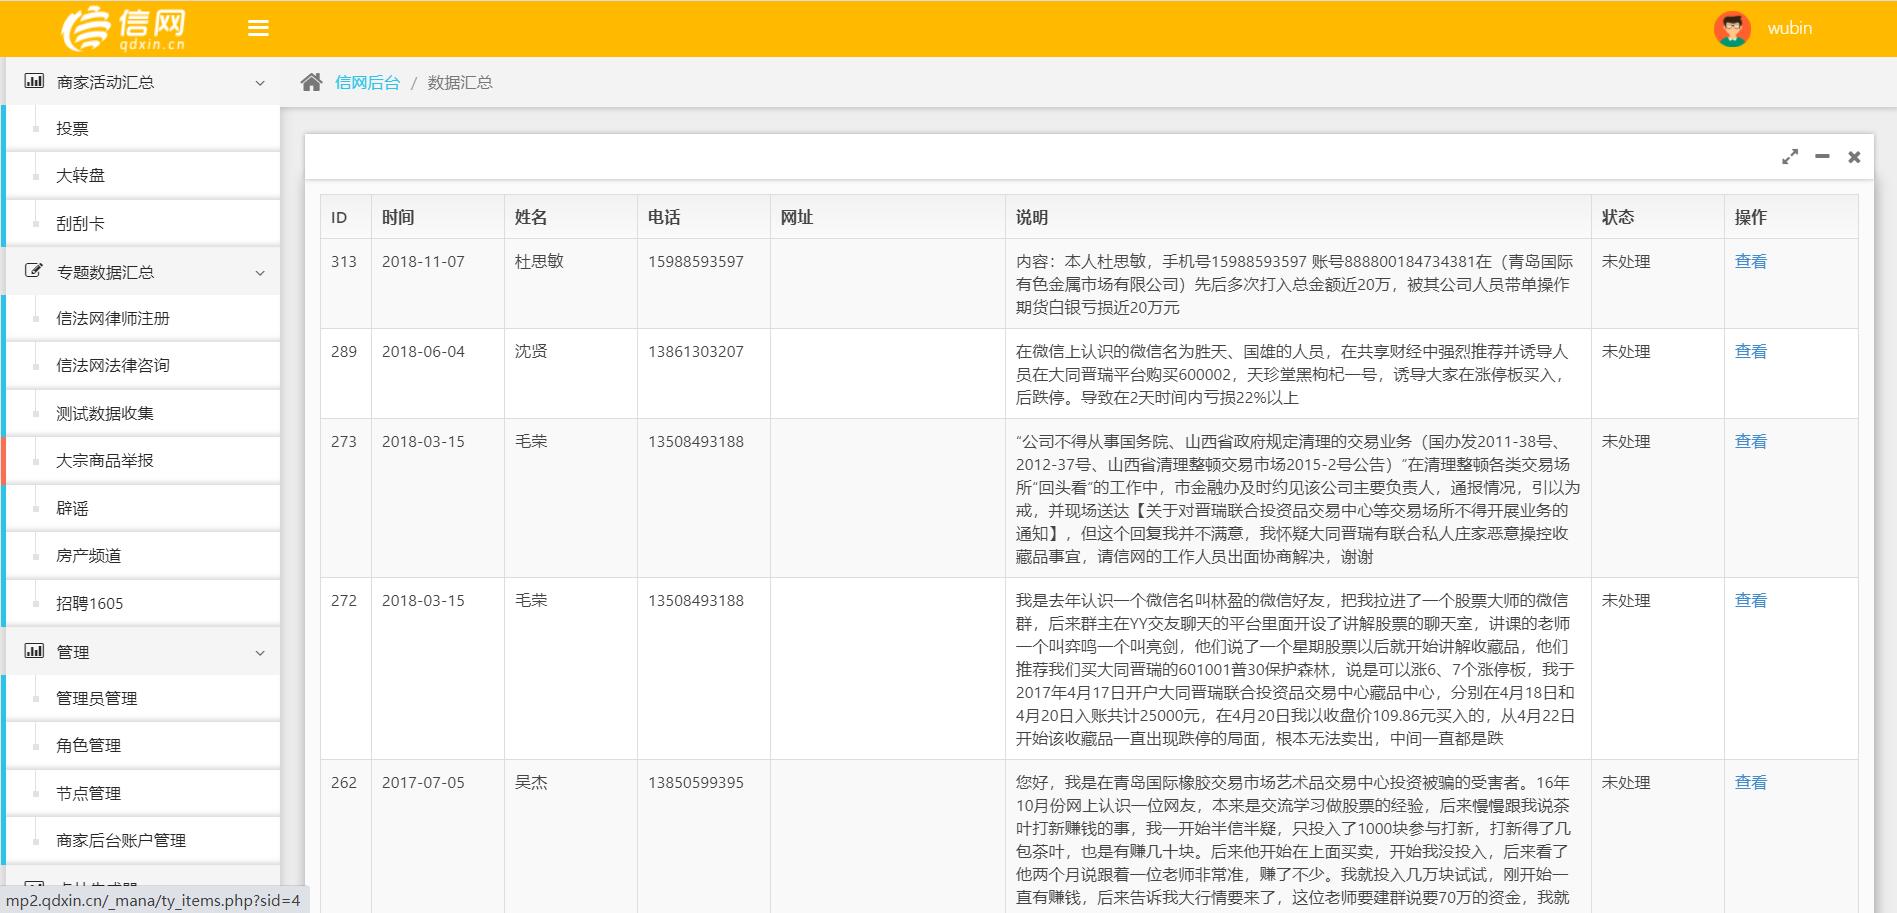 信网
qdxin.cn
wubin
商家活动汇总
投票
大转盘
刮刮卡
专题数据汇总
信法网律师注册
信法网法律咨询
测试数据收集
大宗商品举报
辟谣
房产频道
招聘1605
管理
管理员管理
角色管理
节点管理
商家后台账户管理
mp2.qdxin.cn/_mana/ty_items.php?sid=4
信网后台 / 数据汇总
ID 时间 姓名 电话 网址 说明 状态 操作
313 2018-11-07 杜思敏 15988593597 内容：本人杜思敏，手机号15988593597 账号888800184734381在（青岛国际 未处理 查看
有色金属市场有限公司）先后多次打入总金额近20万，被其公司人员带单操作
期货白银亏损近20万元
289 2018-06-04 沈贤 13861303207 在微信上认识的微信名为胜天、国雄的人员，在共享财经中强烈推荐并诱导人 未处理 查看
员在大同晋瑞平台购买600002，天珍堂黑枸杞一号，诱导大家在涨停板买入，
后跌停。导致在2天时间内亏损22%以上
273 2018-03-15 毛荣 13508493188 “公司不得从事国务院、山西省政府规定清理的交易业务（国办发2011-38号、 未处理 查看
2012-37号、山西省清理整顿交易市场2015-2号公告）“在清理整顿各类交易场
所“回头看”的工作中，市金融办及时约见该公司主要负责人，通报情况，引以为
戒，并现场送达【关于对晋瑞联合投资品交易中心等交易场所不得开展业务的
通知】，但这个回复我并不满意，我怀疑大同晋瑞有联合私人庄家恶意操控收
藏品事宜，请信网的工作人员出面协商解决，谢谢
272 2018-03-15 毛荣 13508493188 我是去年认识一个微信名叫林盈的微信好友，把我拉进了一个股票大师的微信 未处理 查看
群，后来群主在YY交友聊天的平台里面开设了讲解股票的聊天室，讲课的老师
一个叫弈鸣一个叫亮剑，他们说了一个星期股票以后就开始讲解收藏品，他们
推荐我们买大同晋瑞的601001普30保护森林，说是可以涨6、7个涨停板，我于
2017年4月17日开户大同晋瑞联合投资品交易中心藏品中心，分别在4月18日和
4月20日入账共计25000元，在4月20日我以收盘价109.86元买入的，从4月22日
开始该收藏品一直出现跌停的局面，根本无法卖出，中间一直都是跌
262 2017-07-05 吴杰 13850599395 您好，我是在青岛国际橡胶交易市场艺术品交易中心投资被骗的受害者。16年 未处理 查看
10月份网上认识一位网友，本来是交流学习做股票的经验，后来慢慢跟我说茶
叶打新赚钱的事，我一开始半信半疑，只投入了1000块参与打新，打新得了几
包茶叶，也是有赚几十块。后来他开始在上面买卖，开始我没投入，后来看了
他两个月说跟着一位老师非常准，赚了不少。我就投入几万块试试，刚开始一
直有赚钱，后来告诉我大行情要来了，这位老师要建群说要70万的资金，我就